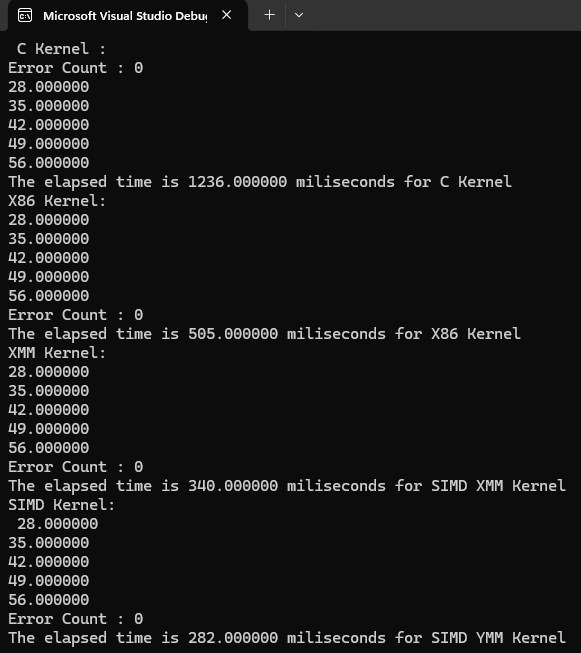 Microsoft Visual Studio Debu
C Kernel :
Error Count : 0
28.000000
35.000000
42.000000
49.000000
56.000000
The elapsed time is 1236.000000 miliseconds for C Kernel
X86 Kernel:
28.000000
35.000000
42.000000
49.000000
56.000000
Error Count : 0
The elapsed time is 505.000000 miliseconds for X86 Kernel
XMM Kernel:
28.000000
35.000000
42.000000
49.000000
56.000000
Error Count : 0
The elapsed time is 340.000000 miliseconds for SIMD XMM Kernel
SIMD Kernel:
28.000000
35.000000
42.000000
49.000000
56.000000
Error Count : 0
The elapsed time is 282.000000 miliseconds for SIMD YMM Kernel